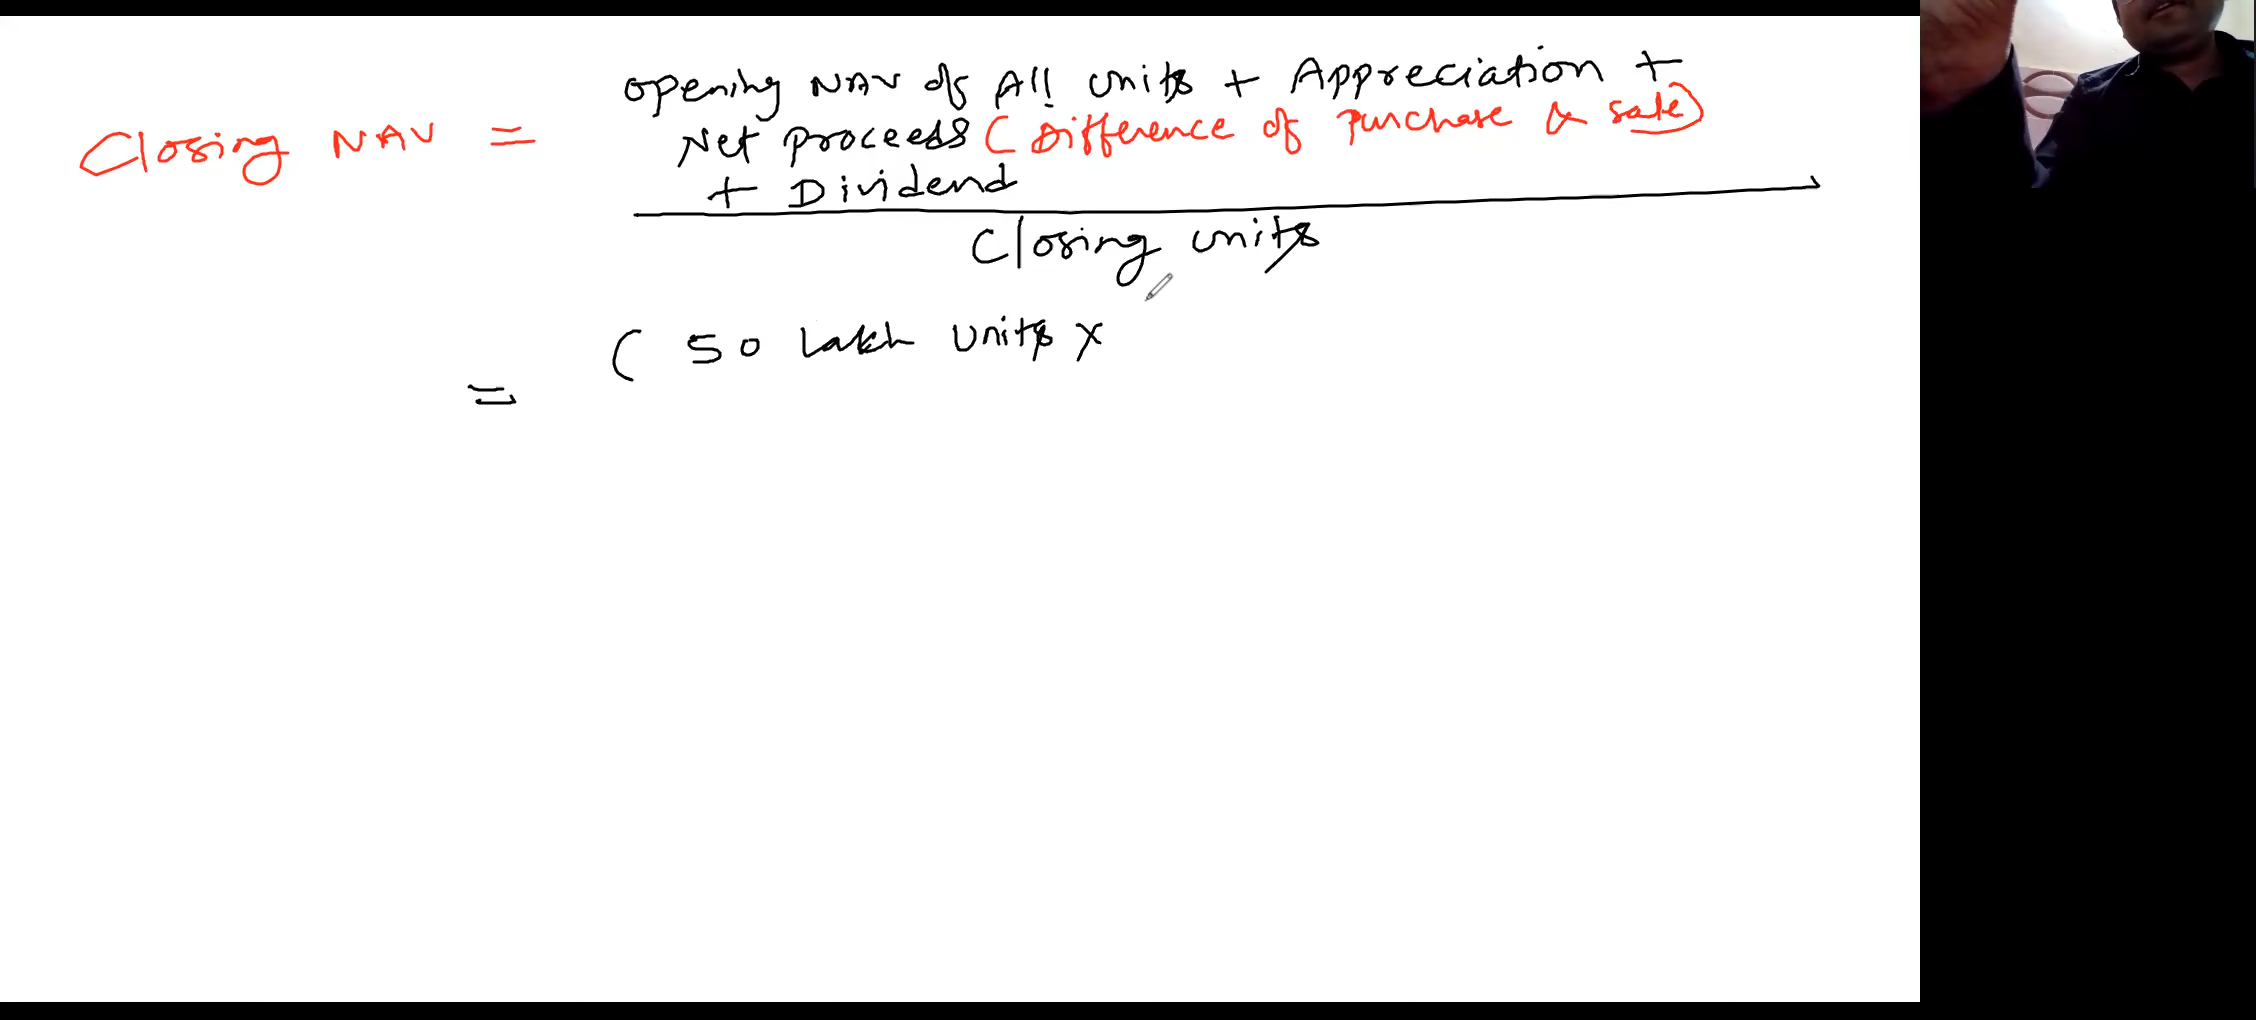 opening NAV of All units + Appreciation +
Closing NAV = Net proceeds ( Difference of purchase & sale)
+ Dividend
Closing units
( 50 lakh units x
=